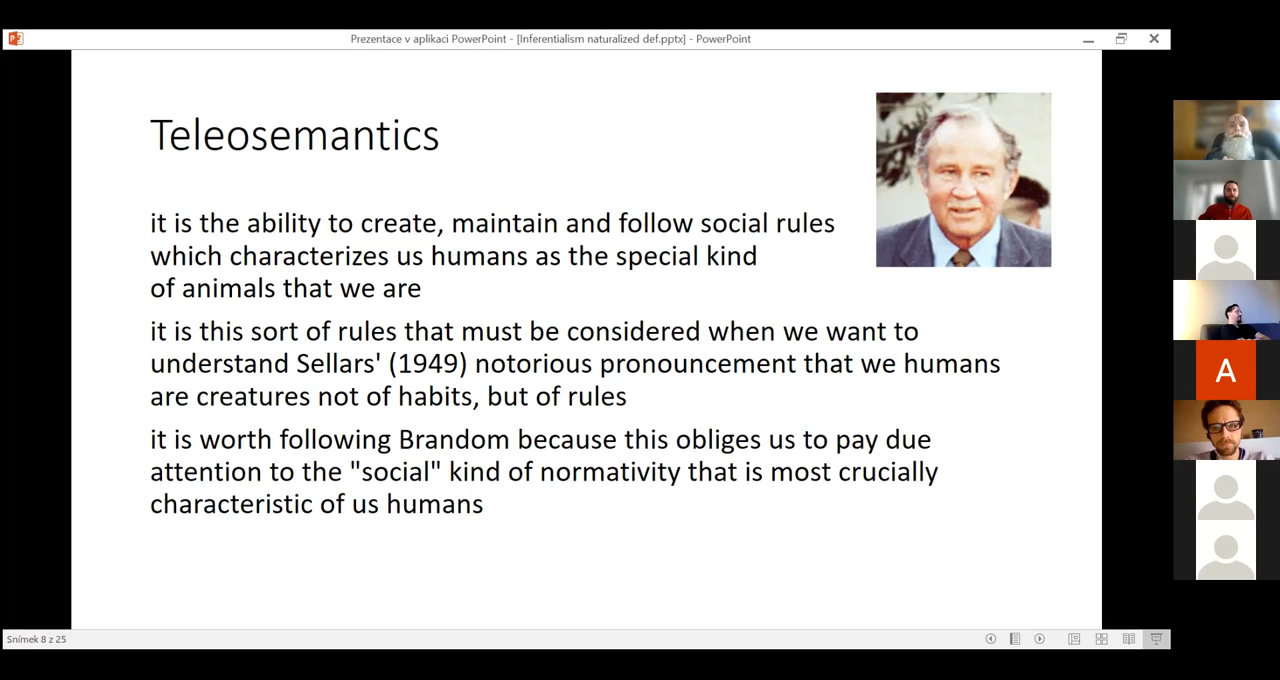 Prezentace v aplikaci PowerPoint - [Inferentialism naturalized def.pptx] - PowerPoint
Teleosemantics
it is the ability to create, maintain and follow social rules
which characterizes us humans as the special kind
of animals that we are
it is this sort of rules that must be considered when we want to
understand Sellars' (1949) notorious pronouncement that we humans
are creatures not of habits, but of rules
it is worth following Brandom because this obliges us to pay due
attention to the "social" kind of normativity that is most crucially
characteristic of us humans
A
Snímek 8 z 25